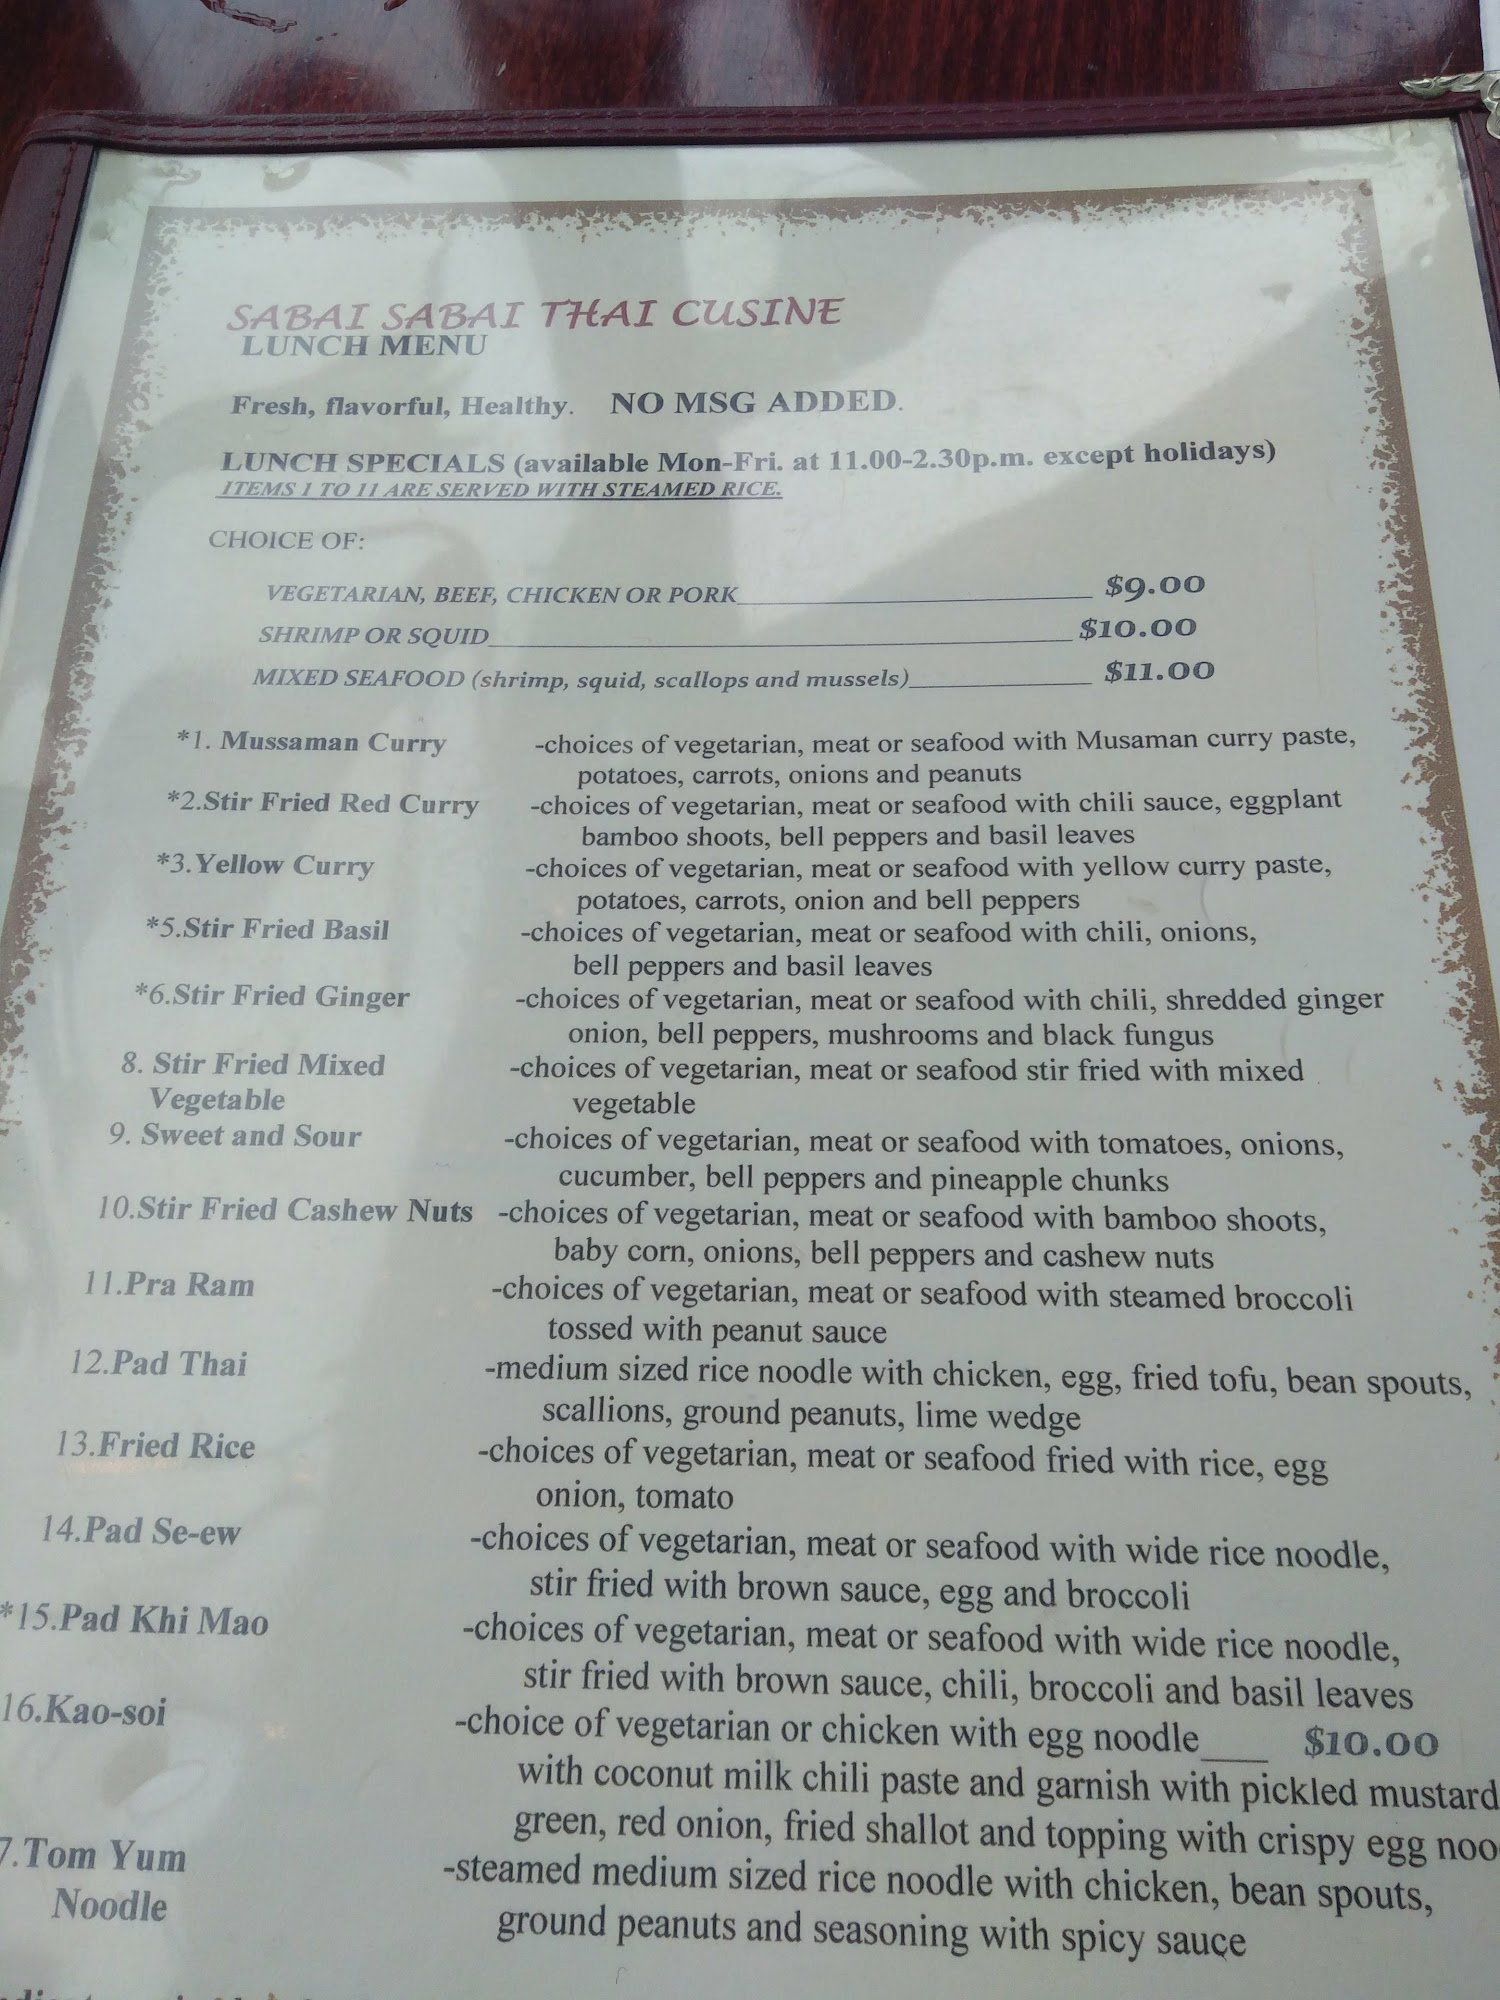 SABAI SABAI THAI CUSINE
LUNCH MENU
Fresh, flavorful, Healthy. NO MSG ADDED.
LUNCH SPECIALS (available Mon-Fri. at 11.00-2.30p.m. except holidays)
ITEMS 1 TO 11 ARE SERVED WITH STEAMED RICE.
CHOICE OF:
VEGETARIAN, BEEF, CHICKEN OR PORK $9.00
SHRIMP OR SQUID $10.00
MIXED SEAFOOD (shrimp, squid, scallops and mussels) $11.00
*1. Mussaman Curry -choices of vegetarian, meat or seafood with Musaman curry paste,
potatoes, carrots, onions and peanuts
*2.Stir Fried Red Curry -choices of vegetarian, meat or seafood with chili sauce, eggplant
bamboo shoots, bell peppers and basil leaves
*3.Yellow Curry -choices of vegetarian, meat or seafood with yellow curry paste,
potatoes, carrots, onion and bell peppers
*5.Stir Fried Basil -choices of vegetarian, meat or seafood with chili, onions,
bell peppers and basil leaves
*6.Stir Fried Ginger -choices of vegetarian, meat or seafood with chili, shredded ginger
onion, bell peppers, mushrooms and black fungus
8. Stir Fried Mixed -choices of vegetarian, meat or seafood stir fried with mixed
Vegetable vegetable
9. Sweet and Sour -choices of vegetarian, meat or seafood with tomatoes, onions,
cucumber, bell peppers and pineapple chunks
10.Stir Fried Cashew Nuts -choices of vegetarian, meat or seafood with bamboo shoots,
baby corn, onions, bell peppers and cashew nuts
11.Pra Ram -choices of vegetarian, meat or seafood with steamed broccoli
tossed with peanut sauce
12.Pad Thai -medium sized rice noodle with chicken, egg, fried tofu, bean spouts,
scallions, ground peanuts, lime wedge
13.Fried Rice -choices of vegetarian, meat or seafood fried with rice, egg
onion, tomato
14.Pad Se-ew -choices of vegetarian, meat or seafood with wide rice noodle,
stir fried with brown sauce, egg and broccoli
*15.Pad Khi Mao -choices of vegetarian, meat or seafood with wide rice noodle,
stir fried with brown sauce, chili, broccoli and basil leaves
16.Kao-soi -choice of vegetarian or chicken with egg noodle $10.00
with coconut milk chili paste and garnish with pickled mustard
green, red onion, fried shallot and topping with crispy egg noo
7.Tom Yum -steamed medium sized rice noodle with chicken, bean spouts,
Noodle ground peanuts and seasoning with spicy sauce